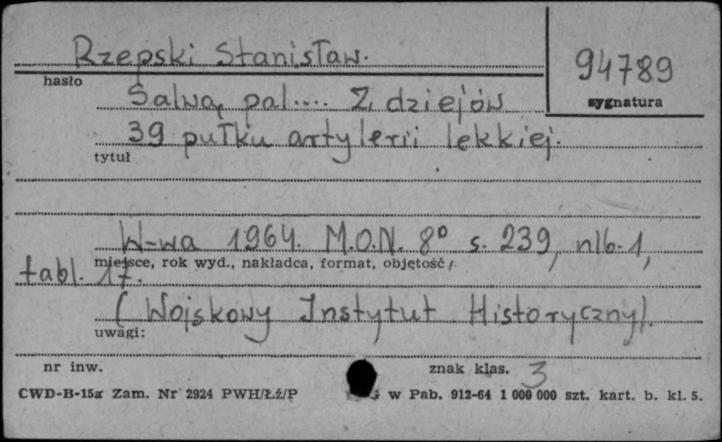 Rzepski Stanisław.
hasło
94789
sygnatura
Salwą pal.... Z dziejów
39 pułku artylerii lekkiej.
tytuł
W-wa 1964. M.O.N. 8° s. 239, nlb. 1,
miejsce, rok wyd., nakładca, format, objętość
tabl. 17.
(Wojskowy Instytut Historyczny).
uwagi:
nr inw.
znak klas. 3
CWD-B-15a Zam. Nr 2924 PWH/Łź/P w Pab. 912-64 1 000 000 szt. kart. b. kl. 5.